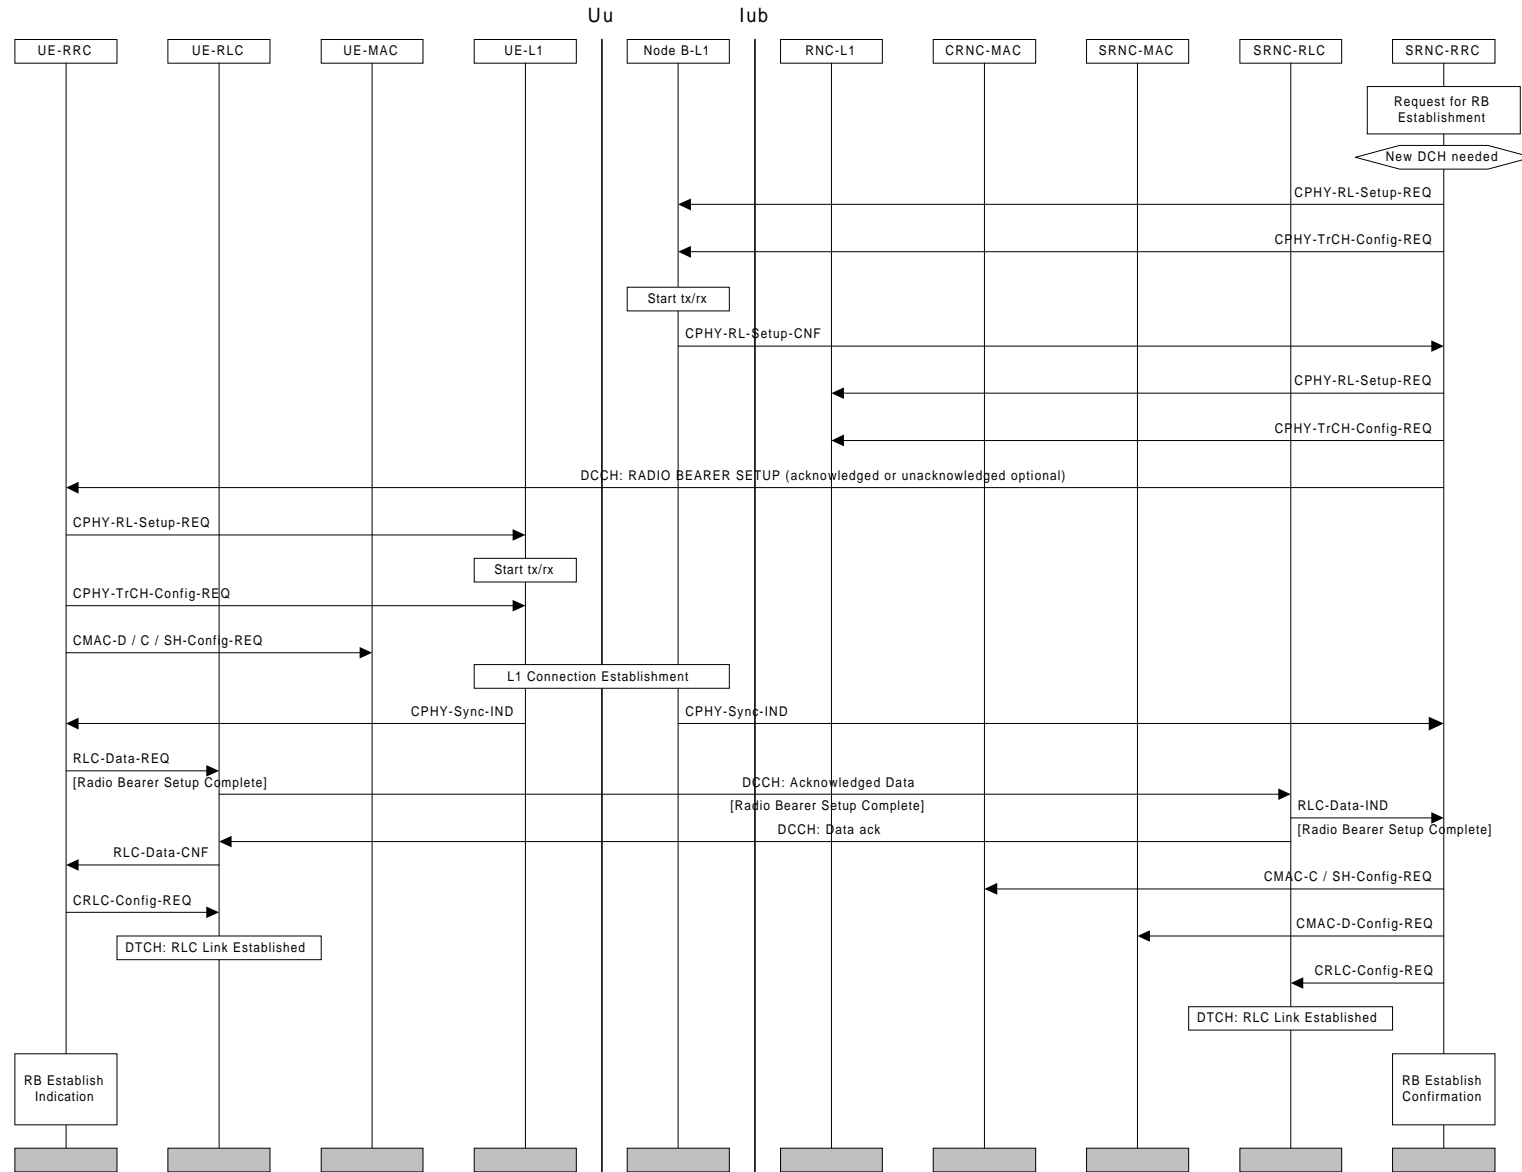 Uu
Iub
UE-RRC
UE-RLC
UE-MAC
UE-L1
Node B-L1
RNC-L1
CRNC-MAC
SRNC-MAC
SRNC-RLC
SRNC-RRC
Request for RB
Establishment
New DCH needed
CPHY-RL-Setup-REQ
CPHY-TrCH-Config-REQ
Start tx/rx
CPHY-RL-Setup-CNF
CPHY-RL-Setup-REQ
CPHY-TrCH-Config-REQ
DCCH: RADIO BEARER SETUP (acknowledged or unacknowledged optional)
CPHY-RL-Setup-REQ
Start tx/rx
CPHY-TrCH-Config-REQ
CMAC-D / C / SH-Config-REQ
L1 Connection Establishment
CPHY-Sync-IND
CPHY-Sync-IND
RLC-Data-REQ
[Radio Bearer Setup Complete]
DCCH: Acknowledged Data
[Radio Bearer Setup Complete]
RLC-Data-IND
[Radio Bearer Setup Complete]
DCCH: Data ack
RLC-Data-CNF
CMAC-C / SH-Config-REQ
CRLC-Config-REQ
CMAC-D-Config-REQ
DTCH: RLC Link Established
CRLC-Config-REQ
DTCH: RLC Link Established
RB Establish
Indication
RB Establish
Confirmation